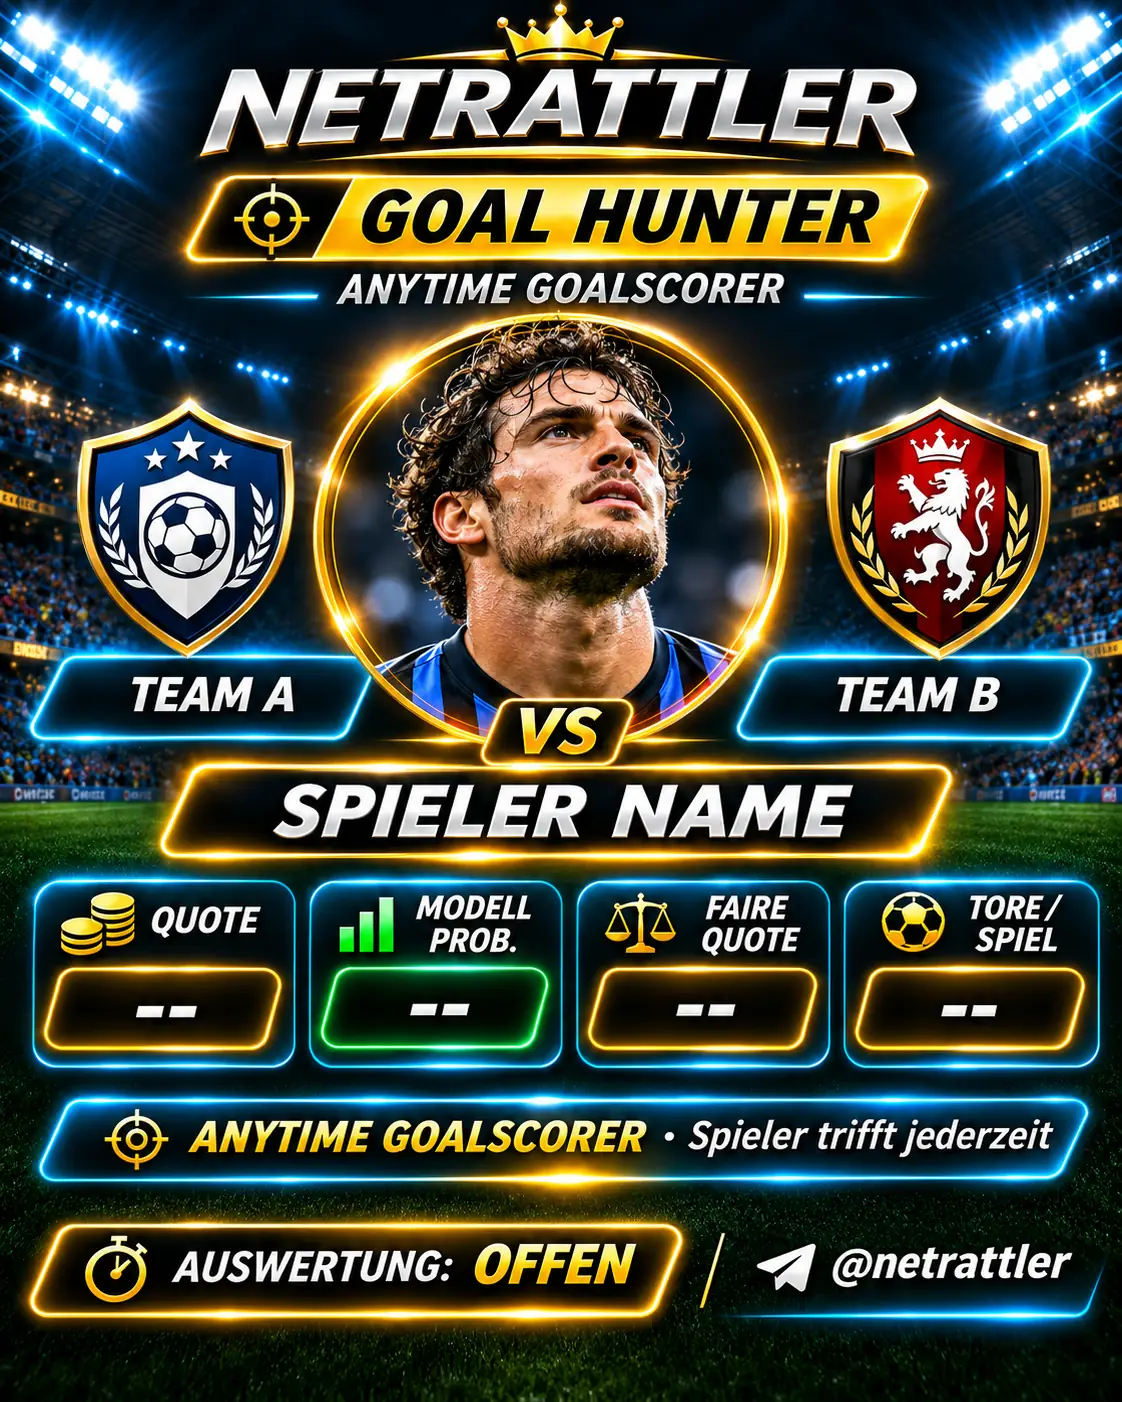 NETRATTLER
GOAL HUNTER
ANYTIME GOALSCORER
TEAM A
VS
TEAM B
SPIELER NAME
QUOTE
--
MODELL
PROB.
--
FAIRE
QUOTE
--
TORE/
SPIEL
--
ANYTIME GOALSCORER • Spieler trifft jederzeit
AUSWERTUNG: OFFEN
@netrattler